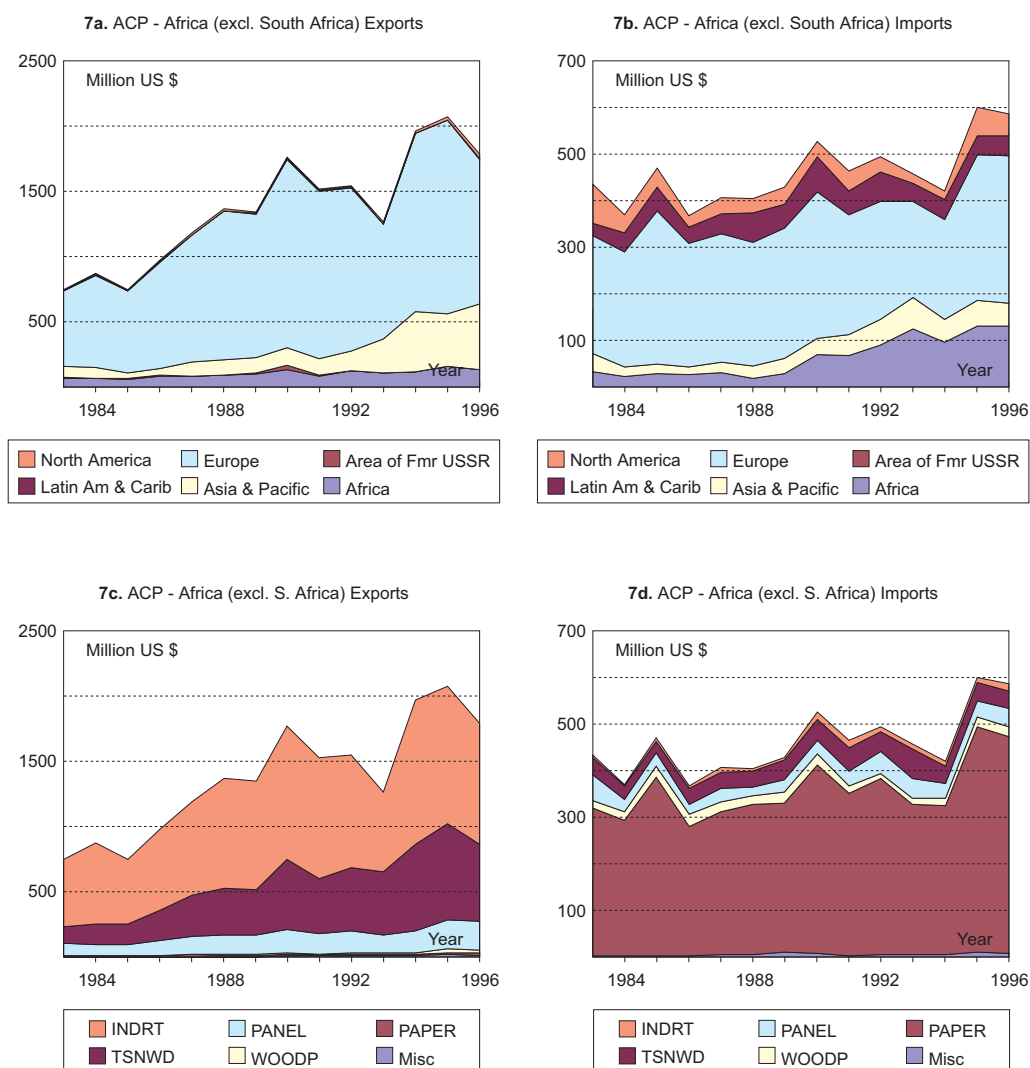 7a. ACP - Africa (excl. South Africa) Exports
2500
Million US $
1500
500
Year
1984 1988 1992 1996
North America Europe Area of Fmr USSR
Latin Am & Carib Asia & Pacific Africa
7b. ACP - Africa (excl. South Africa) Imports
700
Million US $
500
300
100
Year
1984 1988 1992 1996
North America Europe Area of Fmr USSR
Latin Am & Carib Asia & Pacific Africa
7c. ACP - Africa (excl. S. Africa) Exports
2500
Million US $
1500
500
Year
1984 1988 1992 1996
INDRT PANEL PAPER
TSNWD WOODP Misc
7d. ACP - Africa (excl. S. Africa) Imports
700
Million US $
500
300
100
Year
1984 1988 1992 1996
INDRT PANEL PAPER
TSNWD WOODP Misc